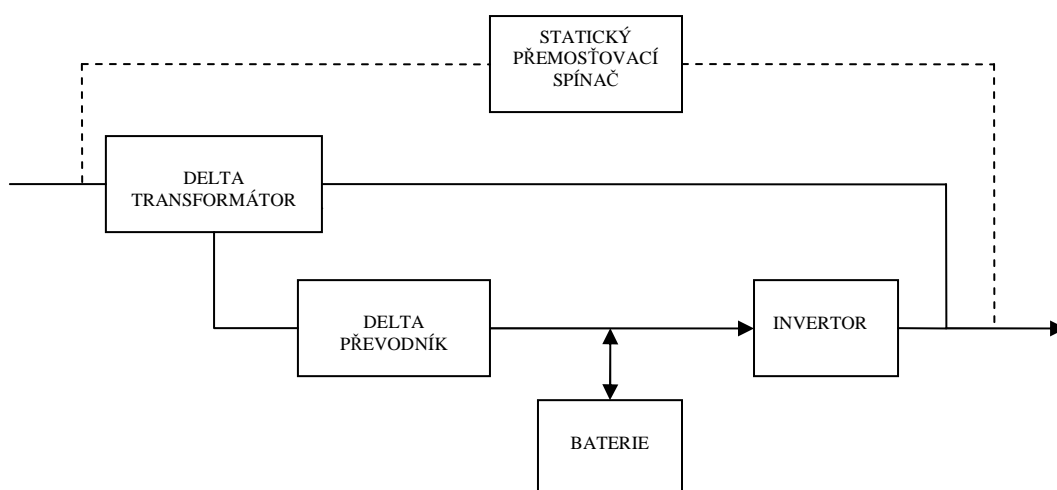 STATICKÝ
PŘEMOSŤOVACÍ
SPÍNAČ
DELTA
TRANSFORMÁTOR
DELTA
PŘEVODNÍK
INVERTOR
BATERIE